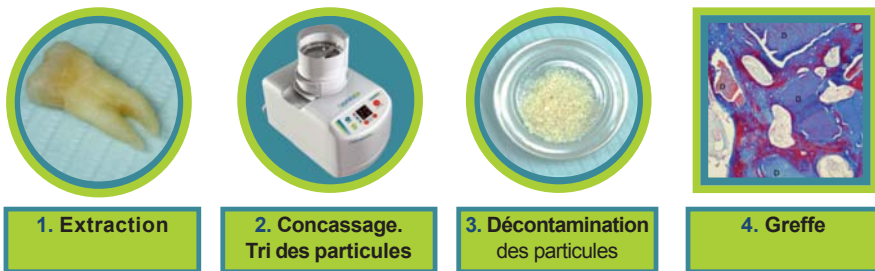 1. Extraction
2. Concassage.
Tri des particules
3. Décontamination
des particules
4. Greffe
D
D
D
D